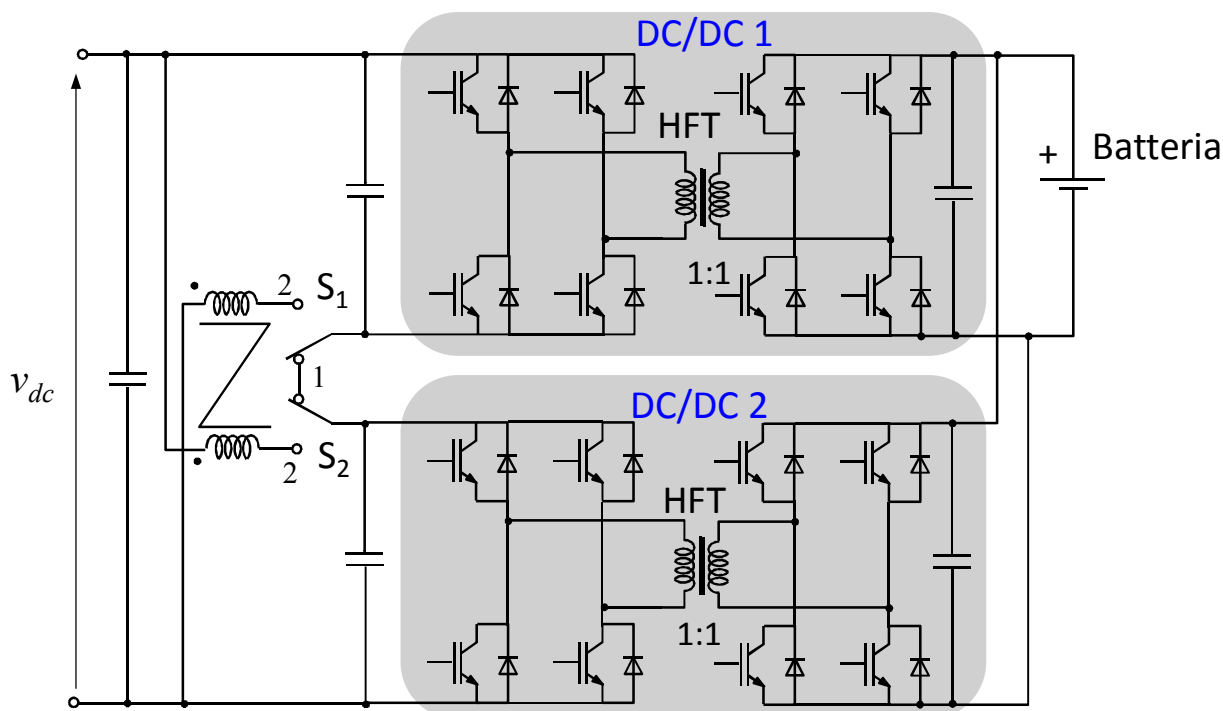 DC/DC 1
HFT
+ Batteria
1:1
2 S1
1
vdc
DC/DC 2
2 S2
HFT
1:1